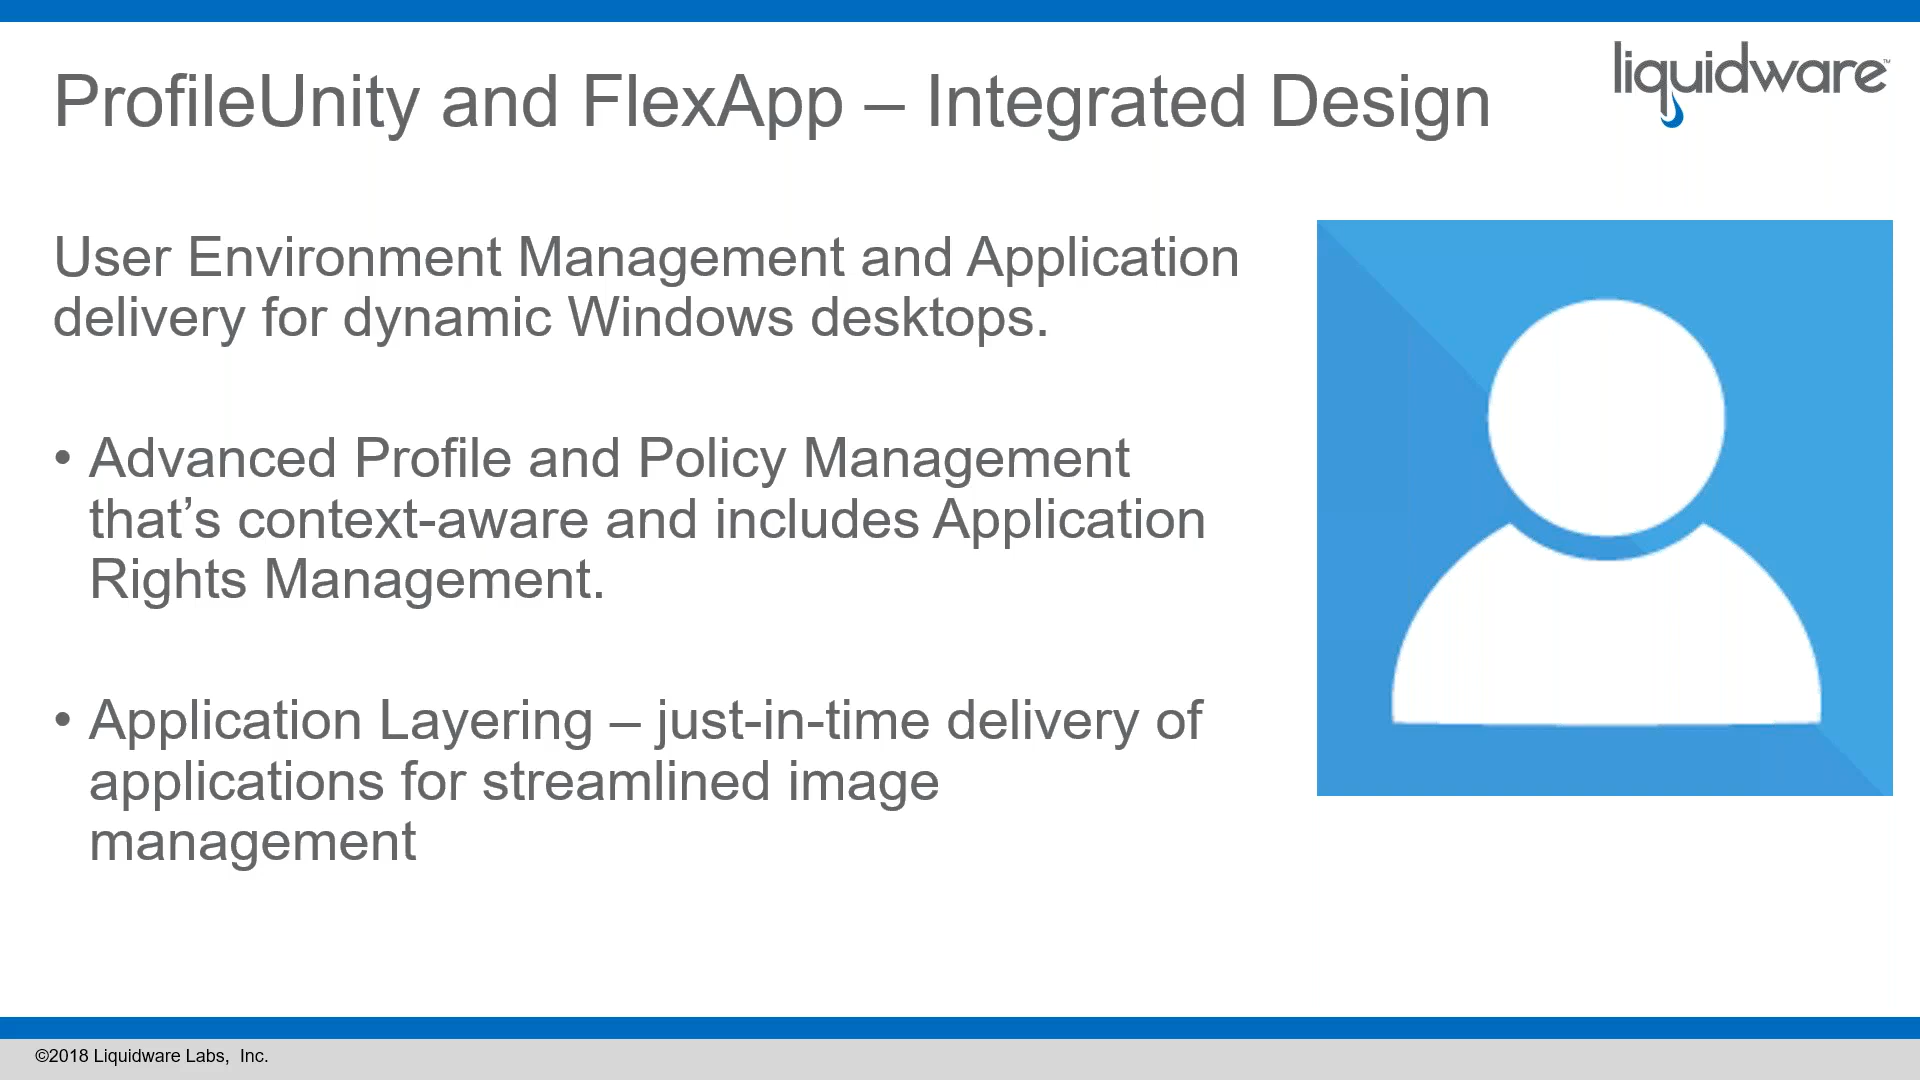 ProfileUnity and FlexApp – Integrated Design
liquidware™
User Environment Management and Application
delivery for dynamic Windows desktops.
• Advanced Profile and Policy Management
that’s context-aware and includes Application
Rights Management.
• Application Layering – just-in-time delivery of
applications for streamlined image
management
©2018 Liquidware Labs,  Inc.